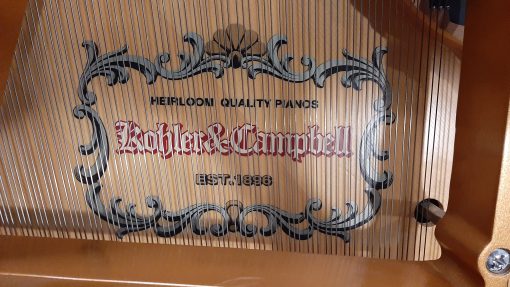 HEIRLOOM QUALITY PIANOS
Kohler&Campbell
EST.1896